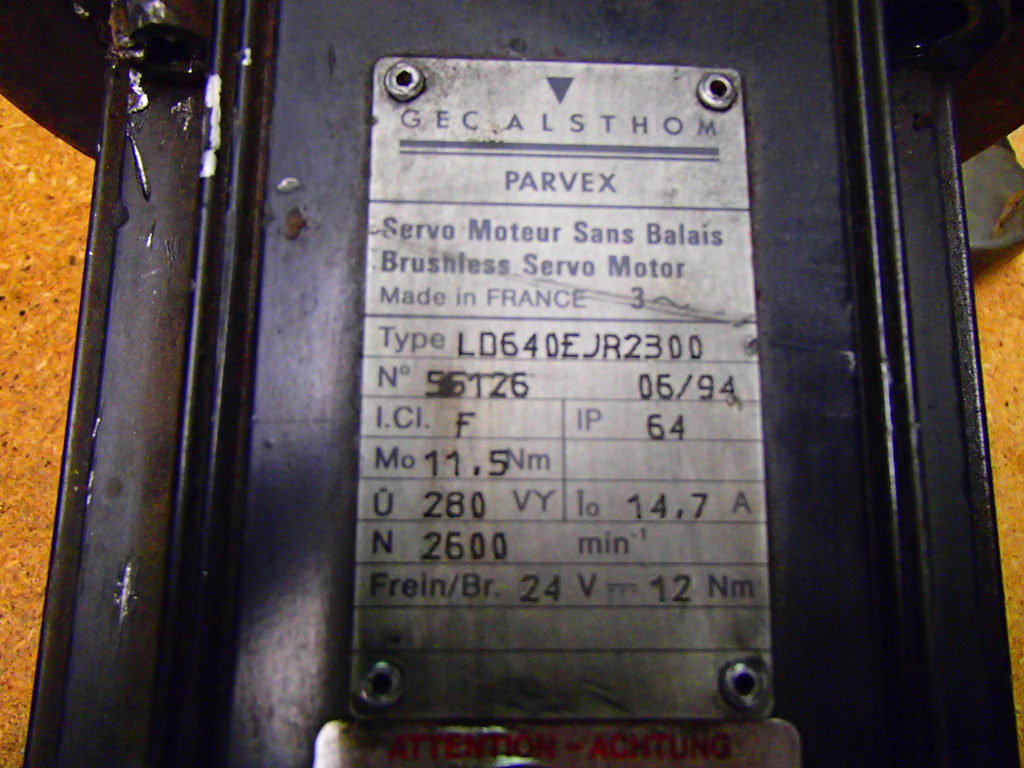 GEC ALSTHOM
PARVEX
Servo Moteur Sans Balais
Brushless Servo Motor
Made in FRANCE 3
Type LD640EJR2300
N° 56126 06/94
I.Cl. F IP 64
Mo 11.5 Nm
Û 280 VY Io 14.7 A
N 2600 min⁻¹
Frein/Br. 24 V ⎓ 12 Nm
ATTENTION - ACHTUNG